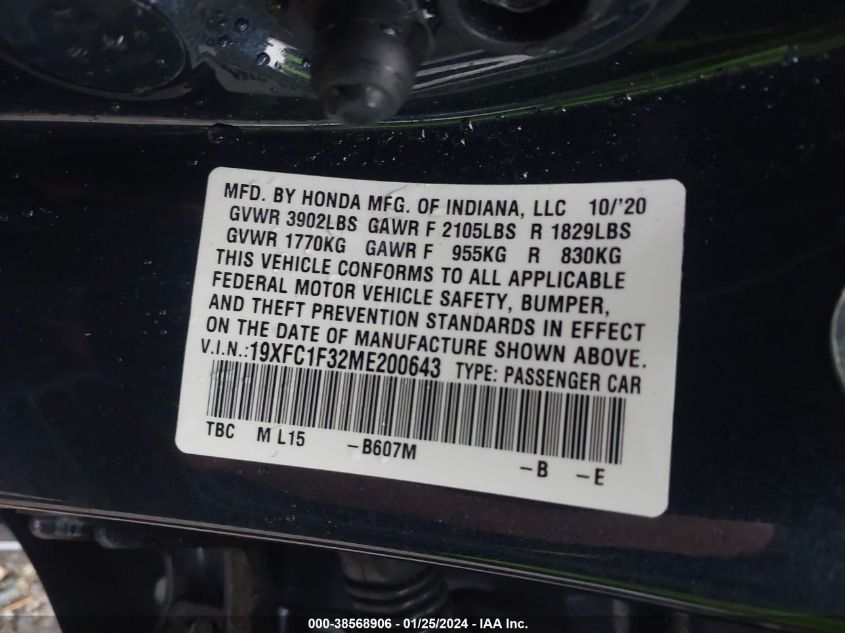 MFD. BY HONDA MFG. OF INDIANA, LLC 10/'20
GVWR 3902LBS GAWR F 2105LBS R 1829LBS
GVWR 1770KG GAWR F 955KG R 830KG
THIS VEHICLE CONFORMS TO ALL APPLICABLE
FEDERAL MOTOR VEHICLE SAFETY, BUMPER,
AND THEFT PREVENTION STANDARDS IN EFFECT
ON THE DATE OF MANUFACTURE SHOWN ABOVE.
V.I.N.:19XFC1F32ME200643 TYPE: PASSENGER CAR
TBC M L15 -B607M -B -E
000-38568906 - 01/25/2024 - IAA Inc.